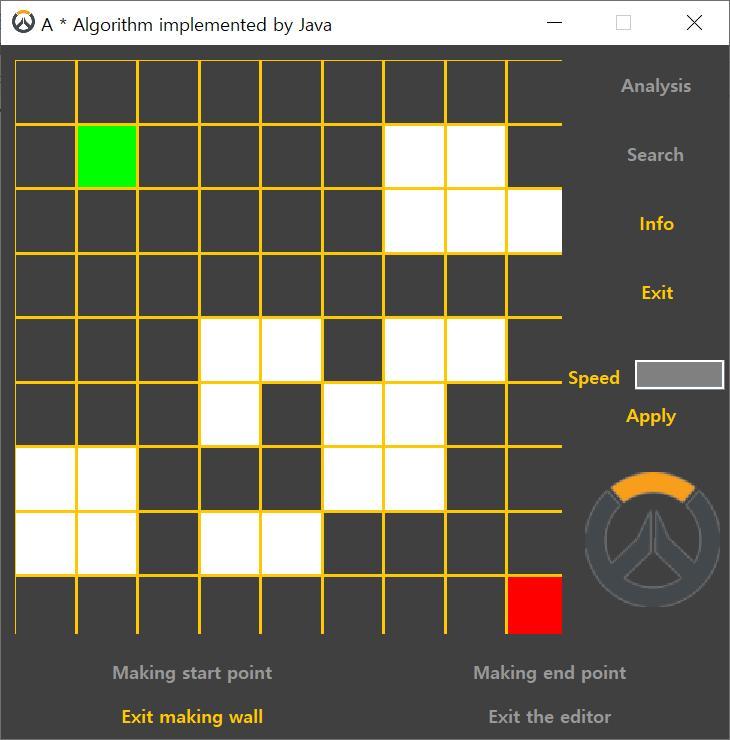 A * Algorithm implemented by Java
Analysis
Search
Info
Exit
Speed
Apply
Making start point
Making end point
Exit making wall
Exit the editor